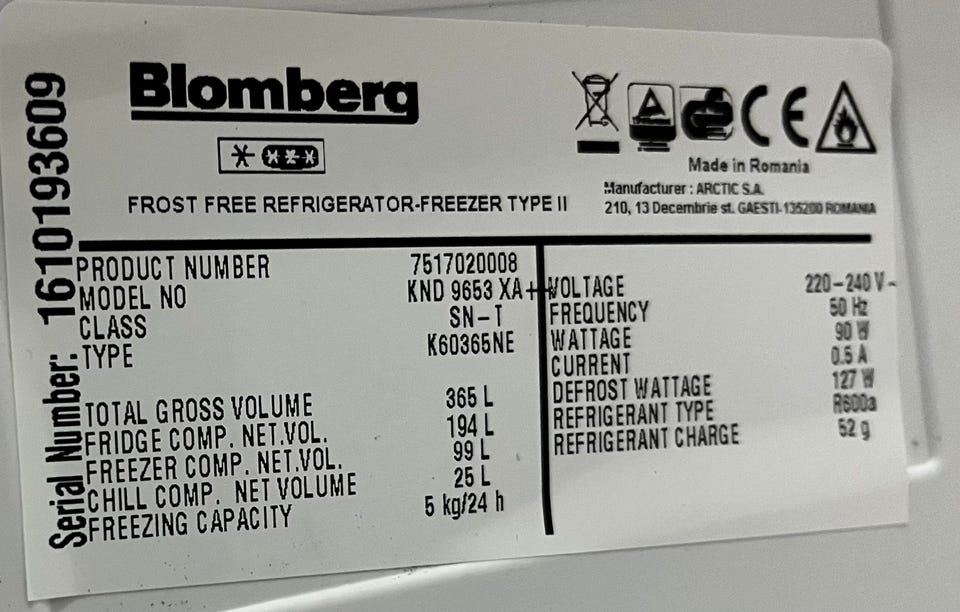 Blomberg
FROST FREE REFRIGERATOR-FREEZER TYPE II
Made in Romania
Manufacturer : ARCTIC S.A.
210, 13 Decembrie st. GAESTI-135200 ROMANIA
Serial Number: 1610193609
PRODUCT NUMBER 7517020008
MODEL NO KND 9653 XA++
CLASS SN-T
TYPE K60365NE
TOTAL GROSS VOLUME 365 L
FRIDGE COMP. NET.VOL. 194 L
FREEZER COMP. NET.VOL. 99 L
CHILL COMP. NET VOLUME 25 L
FREEZING CAPACITY 5 kg/24 h
VOLTAGE 220-240 V~
FREQUENCY 50 Hz
WATTAGE 90 W
CURRENT 0.5 A
DEFROST WATTAGE 127 W
REFRIGERANT TYPE R600a
REFRIGERANT CHARGE 52 g